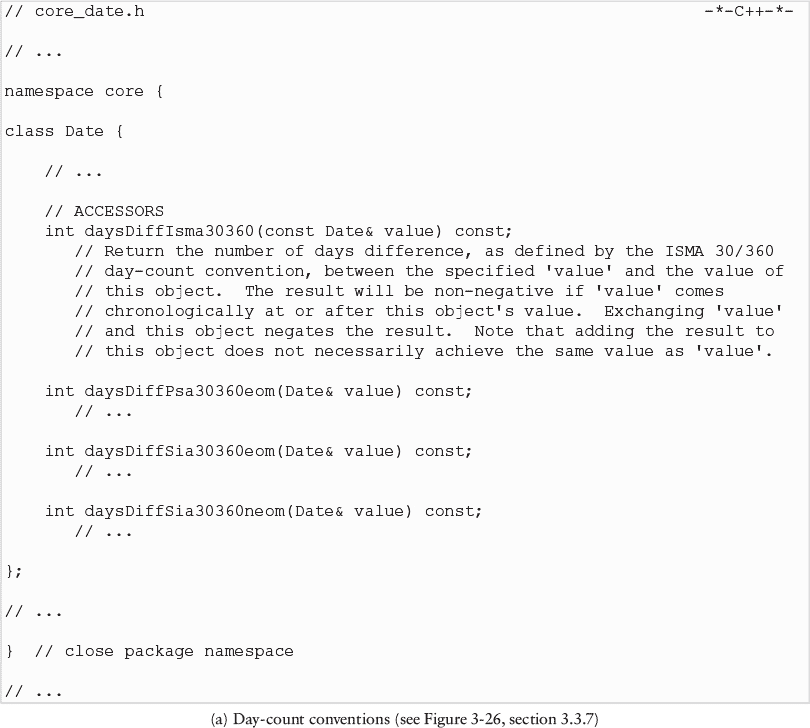 // core_date.h -*-C++-*-
// ...
namespace core {
class Date {
// ...
// ACCESSORS
int daysDiffIsma30360(const Date& value) const;
// Return the number of days difference, as defined by the ISMA 30/360
// day-count convention, between the specified 'value' and the value of
// this object.  The result will be non-negative if 'value' comes
// chronologically at or after this object's value.  Exchanging 'value'
// and this object negates the result.  Note that adding the result to
// this object does not necessarily achieve the same value as 'value'.
int daysDiffPsa30360eom(Date& value) const;
// ...
int daysDiffSia30360eom(Date& value) const;
// ...
int daysDiffSia30360neom(Date& value) const;
// ...
};
// ...
}  // close package namespace
// ...
(a) Day-count conventions (see Figure 3-26, section 3.3.7)